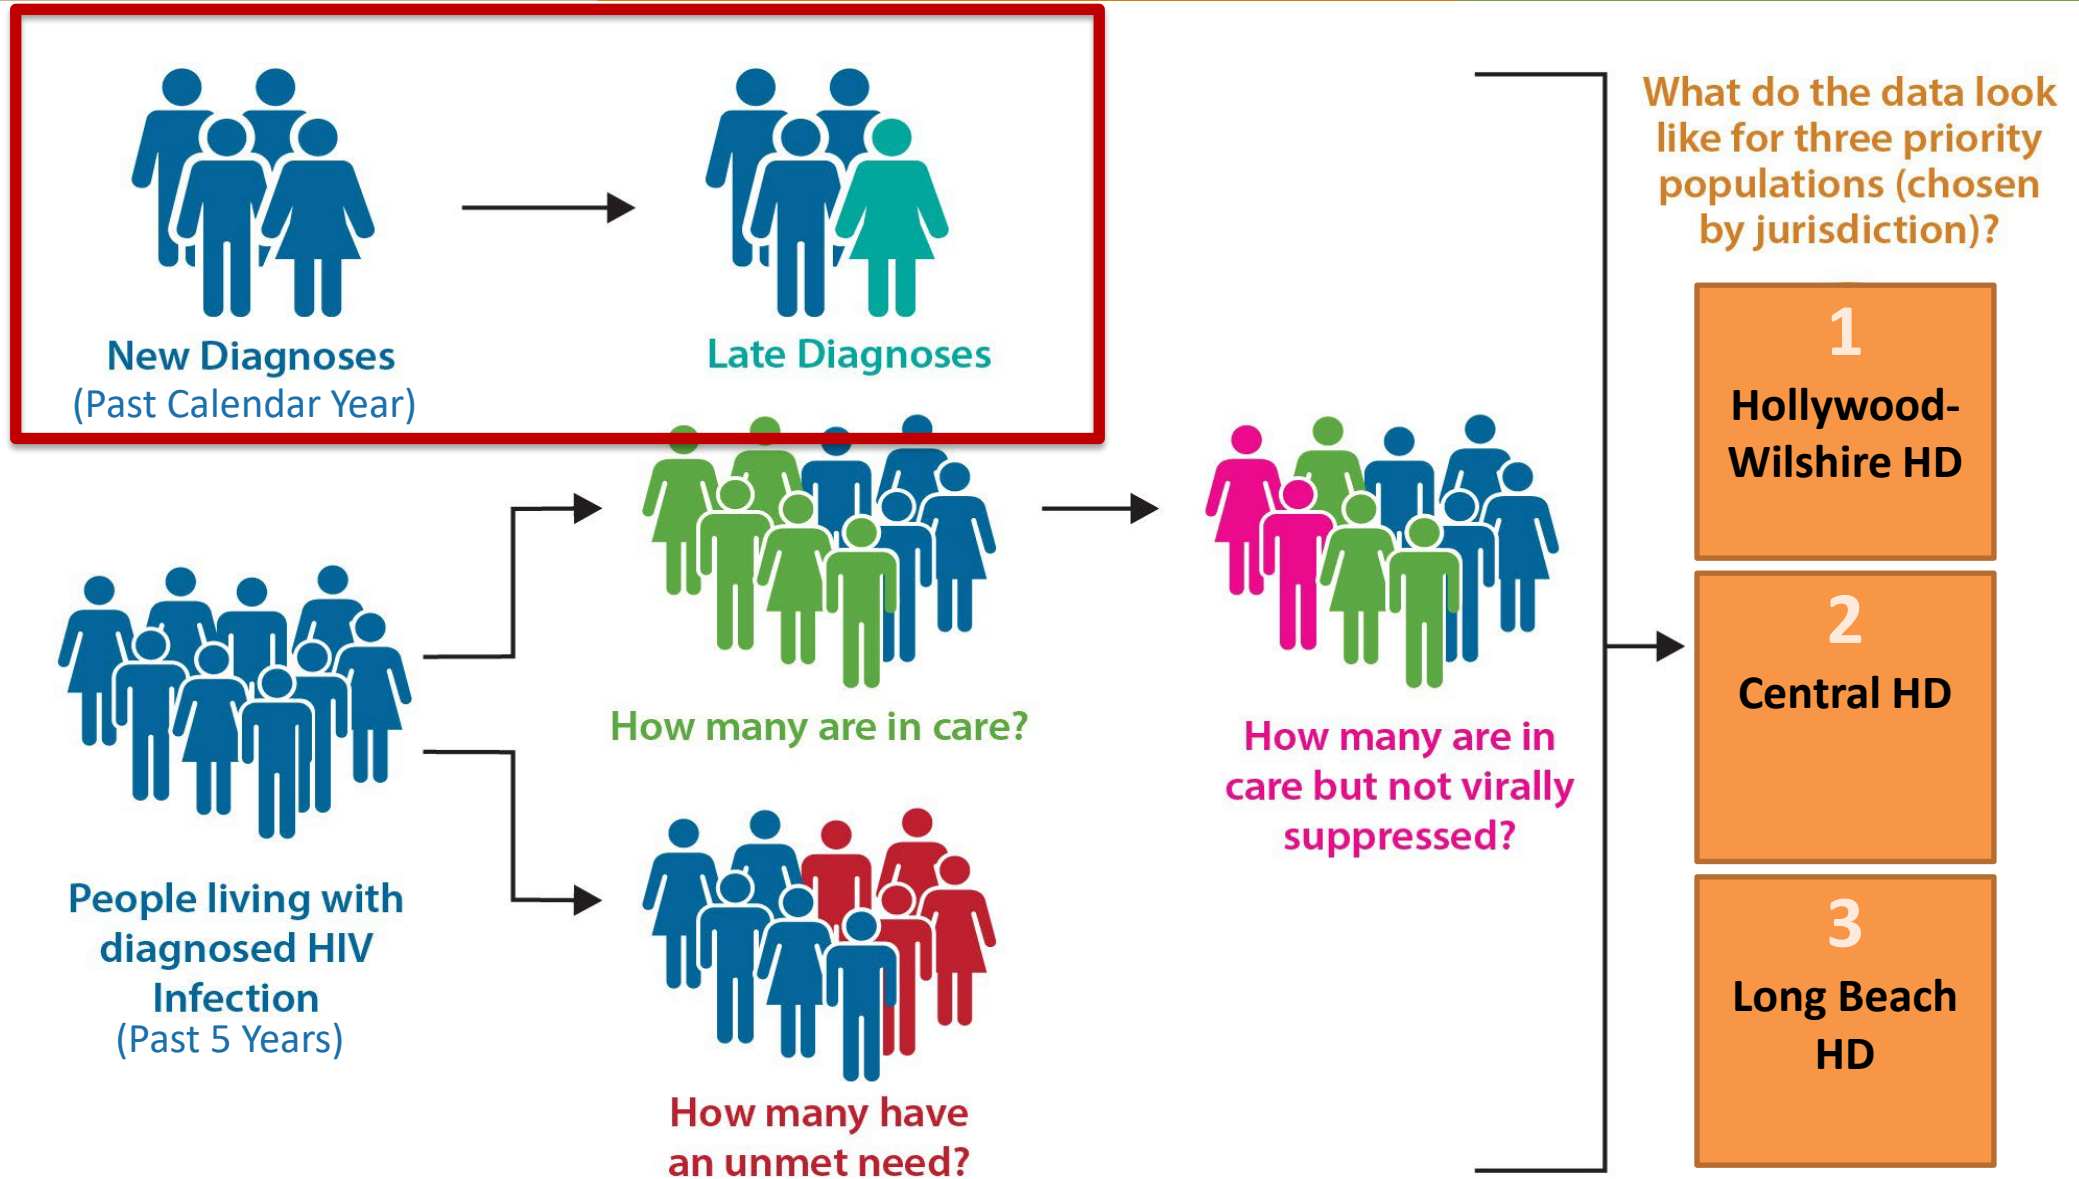 New Diagnoses
(Past Calendar Year)
Late Diagnoses
People living with
diagnosed HIV
Infection
(Past 5 Years)
How many are in care?
How many have
an unmet need?
How many are in
care but not virally
suppressed?
What do the data look
like for three priority
populations (chosen
by jurisdiction)?
1
Hollywood-
Wilshire HD
2
Central HD
3
Long Beach
HD